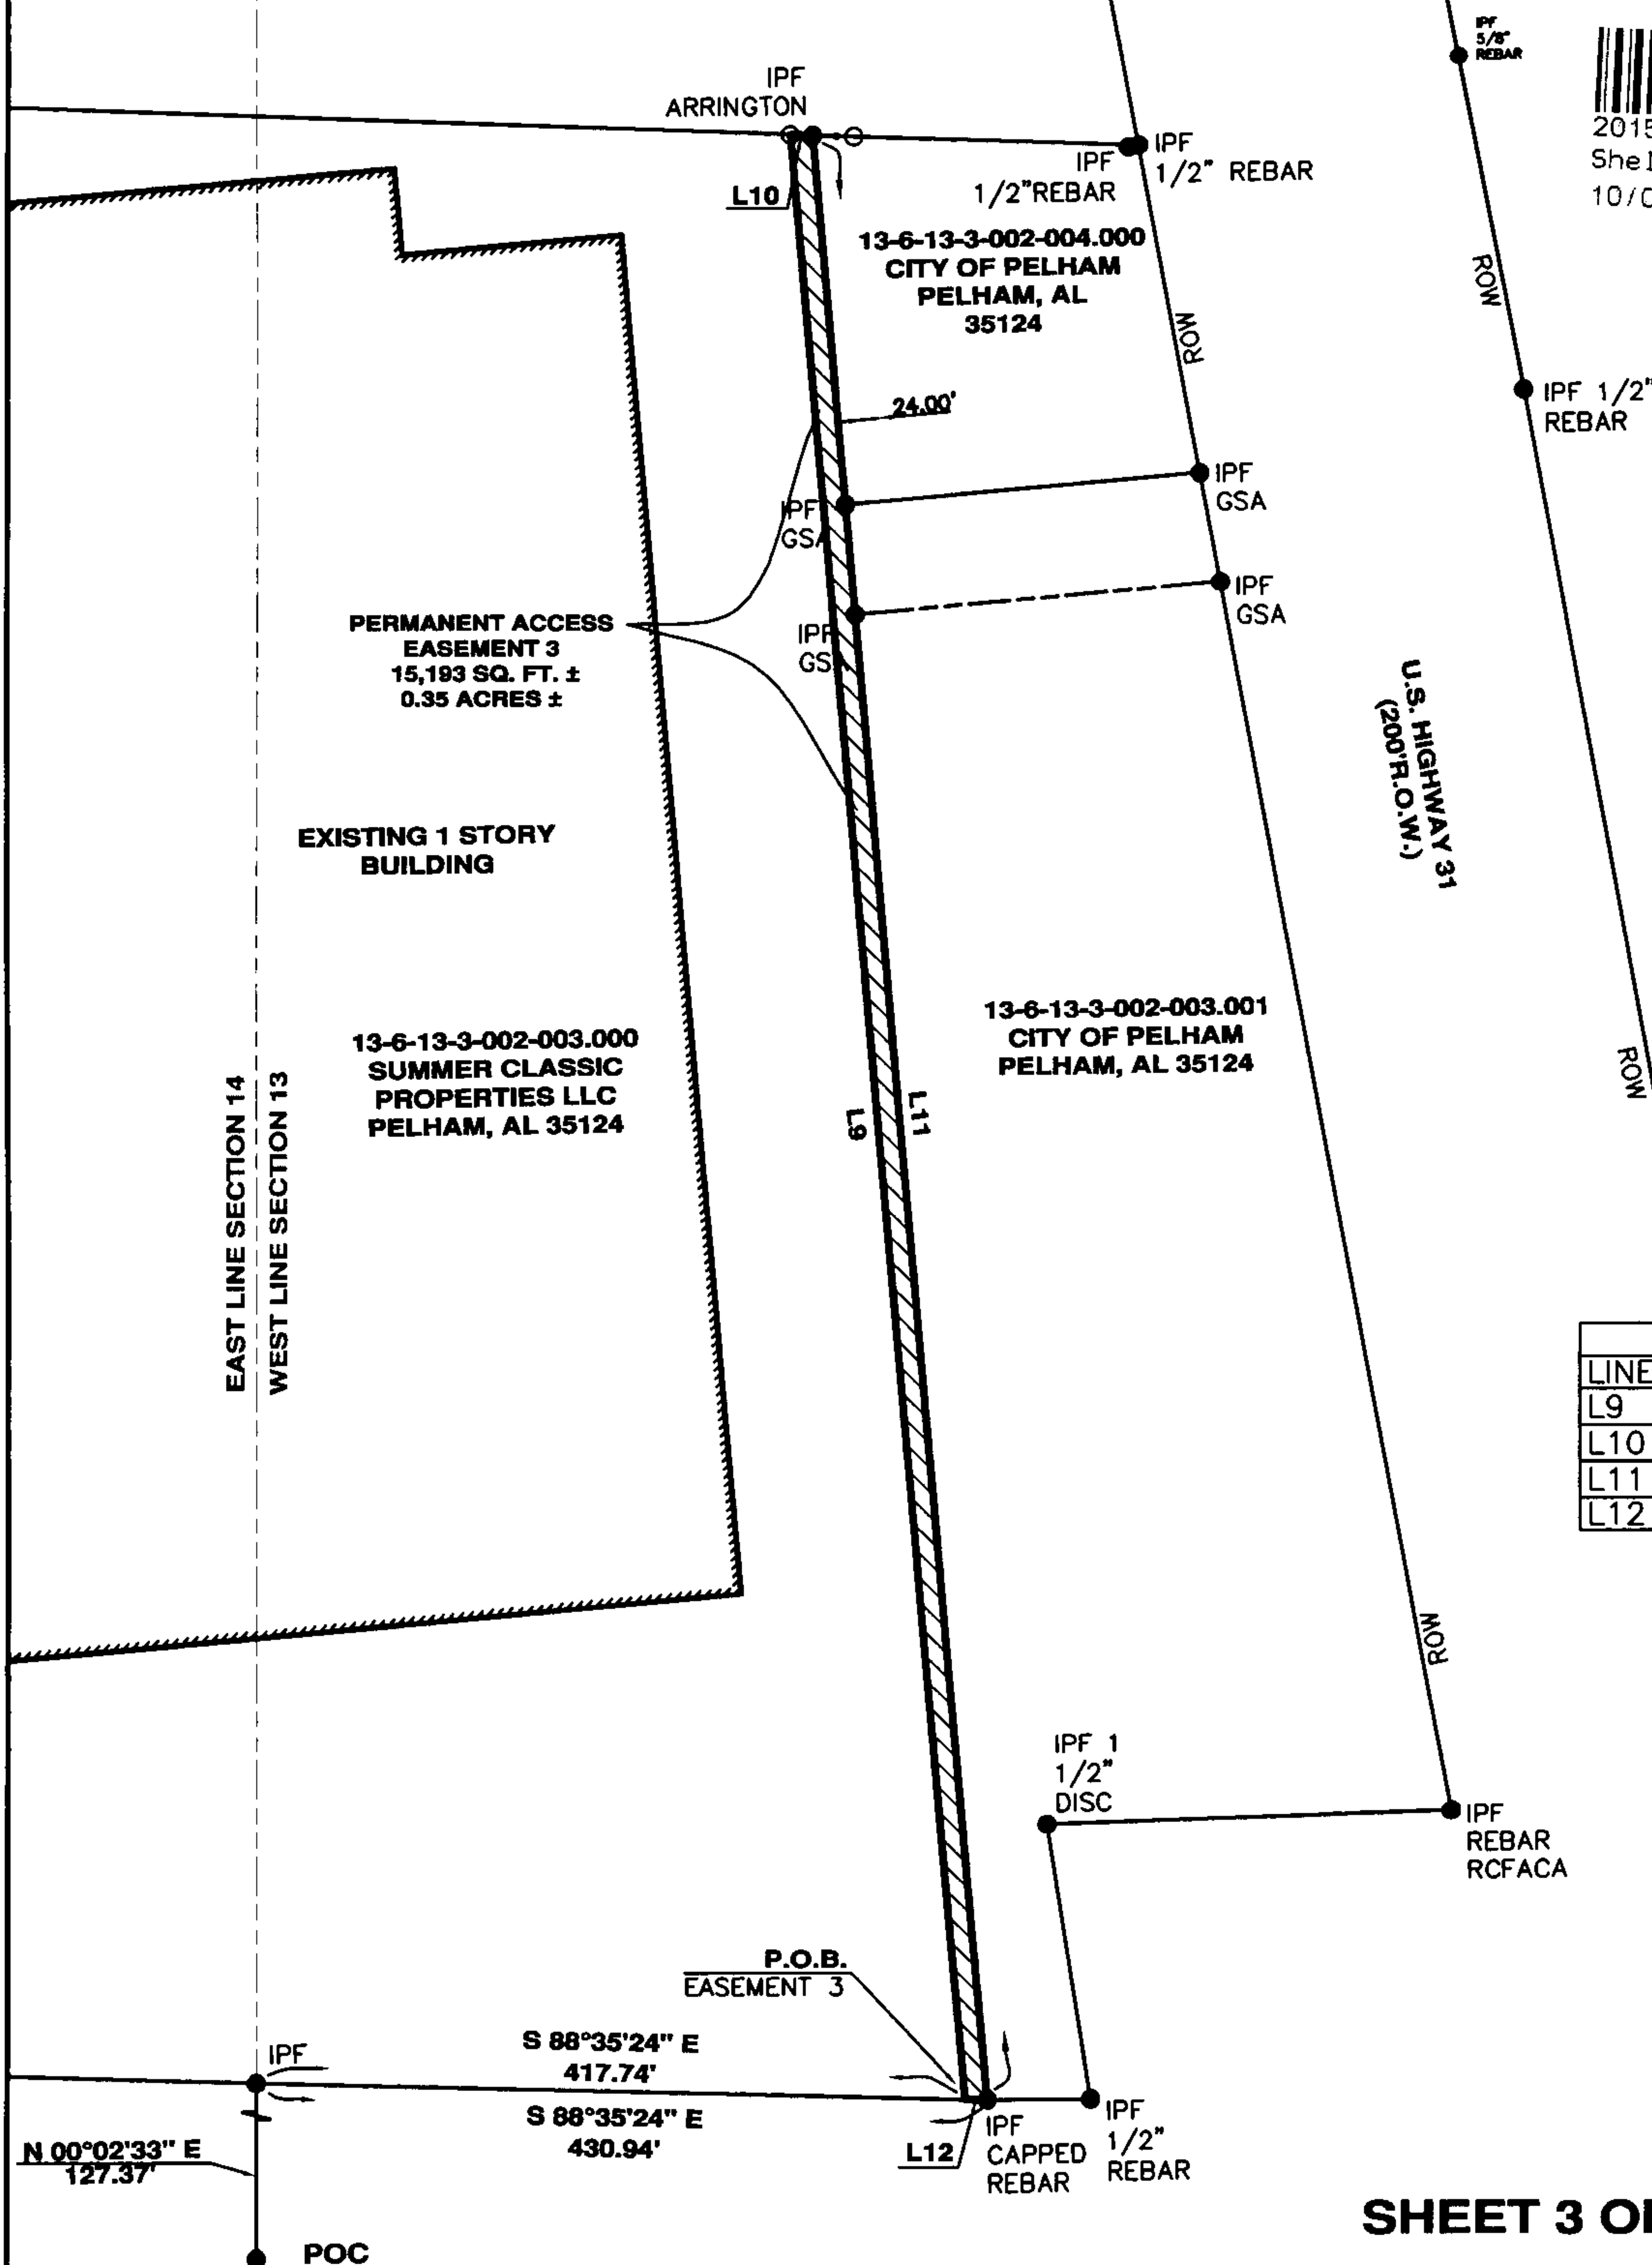 IPF
5/8"
REBAR
IPF
ARRINGTON
IPF
1/2"REBAR
IPF
1/2" REBAR
L10
13-6-13-3-002-004.000
CITY OF PELHAM
PELHAM, AL
35124
ROW
ROW
IPF 1/2"
REBAR
24.00'
IPF
GSA
IPF
GSA
IPF
GSA
IPF
PERMANENT ACCESS
EASEMENT 3
15,193 SQ. FT. ±
0.35 ACRES ±
U.S. HIGHWAY 31
(200'R.O.W.)
EXISTING 1 STORY
BUILDING
13-6-13-3-002-003.000
SUMMER CLASSIC
PROPERTIES LLC
PELHAM, AL 35124
13-6-13-3-002-003.001
CITY OF PELHAM
PELHAM, AL 35124
ROW
L9
L11
EAST LINE SECTION 14
WEST LINE SECTION 13
LINE
L9
L10
L11
L12
ROW
IPF 1
1/2"
DISC
IPF
REBAR
RCFACA
P.O.B.
EASEMENT 3
IPF
S 88°35'24" E
417.74'
S 88°35'24" E
430.94'
N 00°02'33" E
127.37'
L12
IPF
CAPPED
REBAR
IPF
1/2"
REBAR
POC
SHEET 3